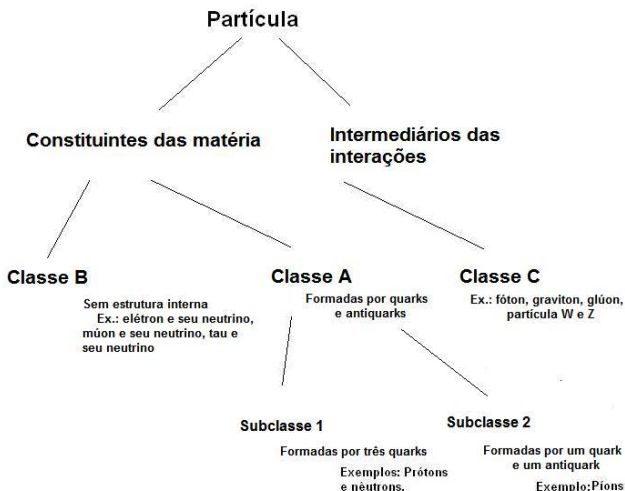 Partícula
Constituintes das matéria
Intermediários das
interações
Classe B
Sem estrutura interna
Ex.: elétron e seu neutrino,
múon e seu neutrino, tau e
seu neutrino
Classe A
Formadas por quarks
e antiquarks
Classe C
Ex.: fóton, graviton, glúon,
partícula W e Z
Subclasse 1
Formadas por três quarks
Exemplos: Prótons
e nêutrons.
Subclasse 2
Formadas por um quark
e um antiquark
Exemplo:Píons